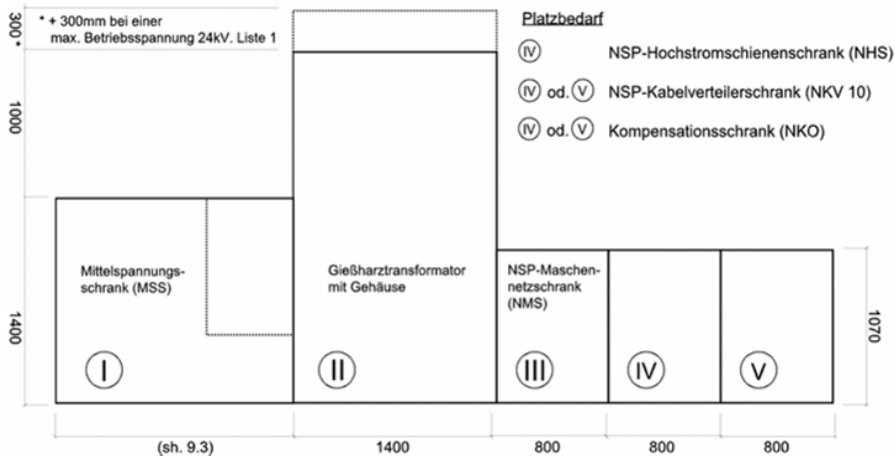 300 *
* + 300mm bei einer
max. Betriebsspannung 24kV. Liste 1
Platzbedarf
IV NSP-Hochstromschienenschrank (NHS)
IV od. V NSP-Kabelverteilerschrank (NKV 10)
IV od. V Kompensationsschrank (NKO)
1000
1400
Mittelspannungs-
schrank (MSS)
I
Gießharztransformator
mit Gehäuse
II
NSP-Maschen-
netzschrank
(NMS)
III
IV
V
1070
(sh. 9.3)
1400
800
800
800